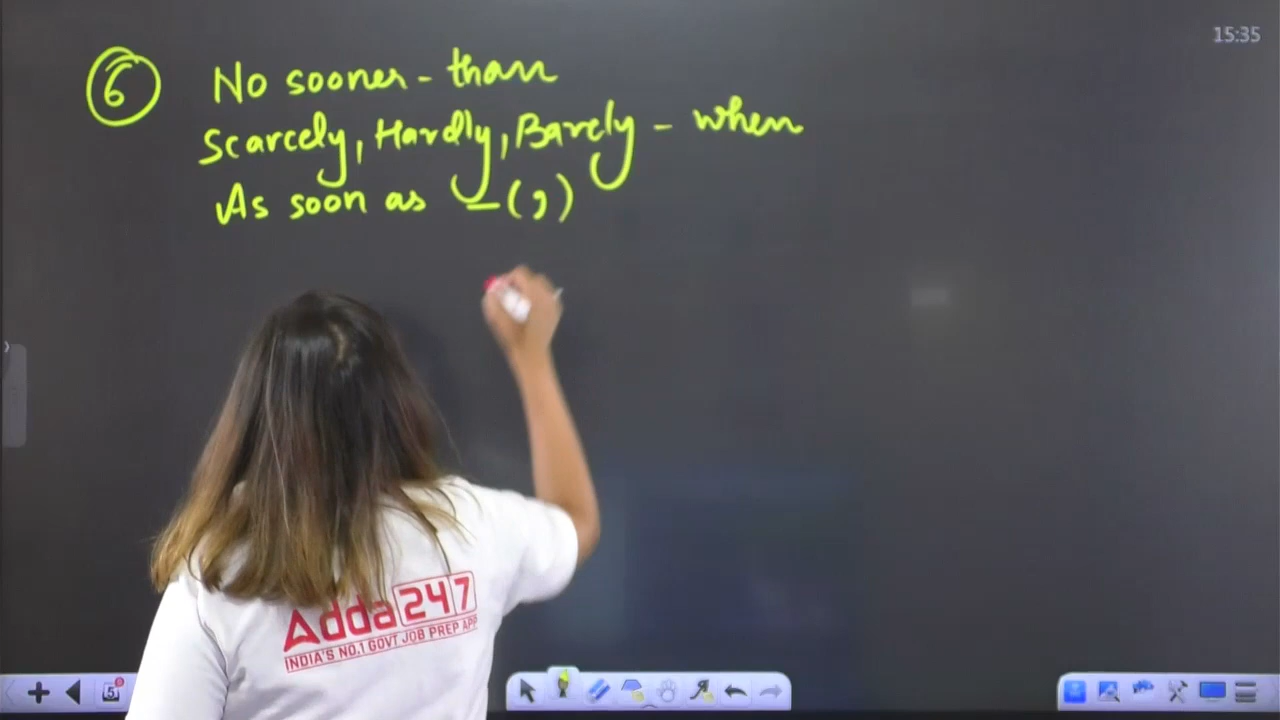 15:35
6 No sooner - than
Scarcely, Hardly, Barely - when
As soon as - (,)
Adda247
INDIA'S NO.1 GOVT JOB PREP APP
5